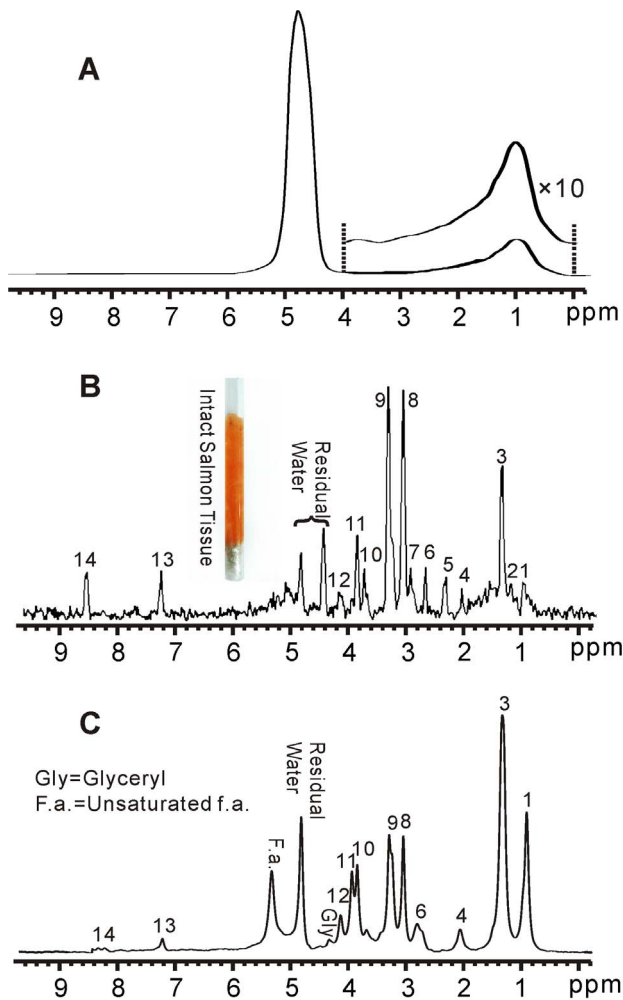 A
×10
9 8 7 6 5 4 3 2 1 ppm
B
Intact Salmon Tissue
Residual
Water
14 13 12 11 10 9 8 7 6 5 4 3 21
9 8 7 6 5 4 3 2 1 ppm
C
Gly=Glyceryl
F.a.=Unsaturated f.a.
Residual
Water
14 13 F.a. Gly 12 11 10 9 8 6 4 3 1
9 8 7 6 5 4 3 2 1 ppm